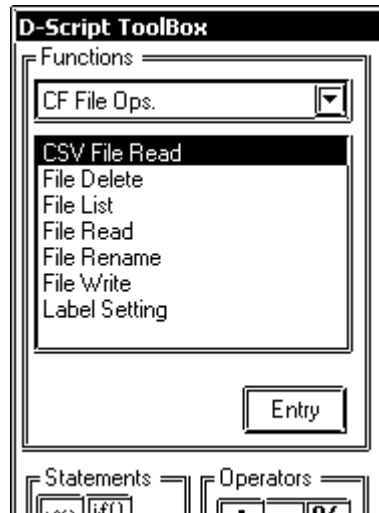 D-Script ToolBox
Functions
CF File Ops.
CSV File Read
File Delete
File List
File Read
File Rename
File Write
Label Setting
Entry
Statements
Operators
if()